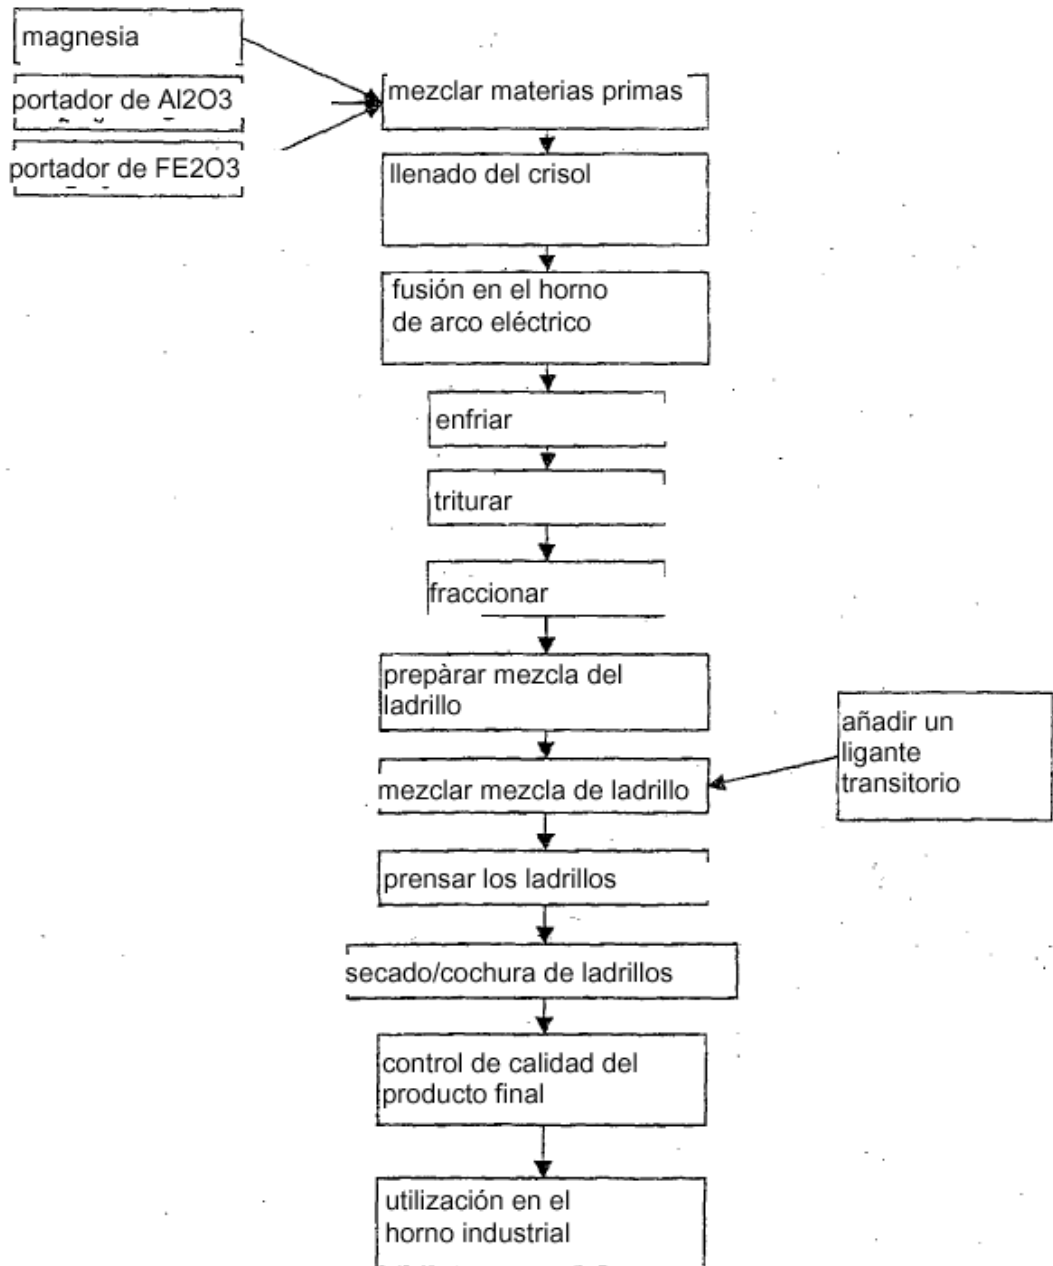 magnesia
portador de Al2O3
portador de FE2O3
mezclar materias primas
llenado del crisol
fusión en el horno
de arco eléctrico
enfriar
triturar
fraccionar
prepàrar mezcla del
ladrillo
añadir un
ligante
transitorio
mezclar mezcla de ladrillo
prensar los ladrillos
secado/cochura de ladrillos
control de calidad del
producto final
utilización en el
horno industrial